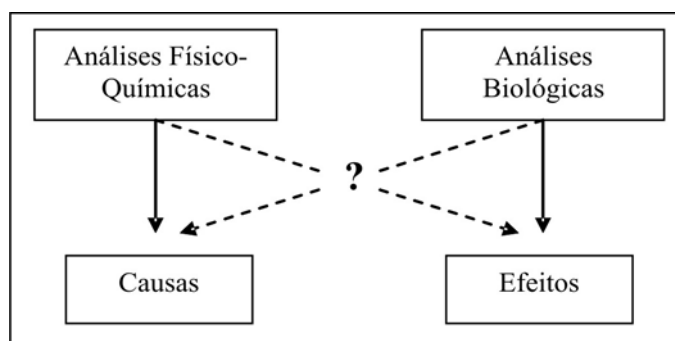 Análises Físico-
Químicas
Análises
Biológicas
?
Causas
Efeitos